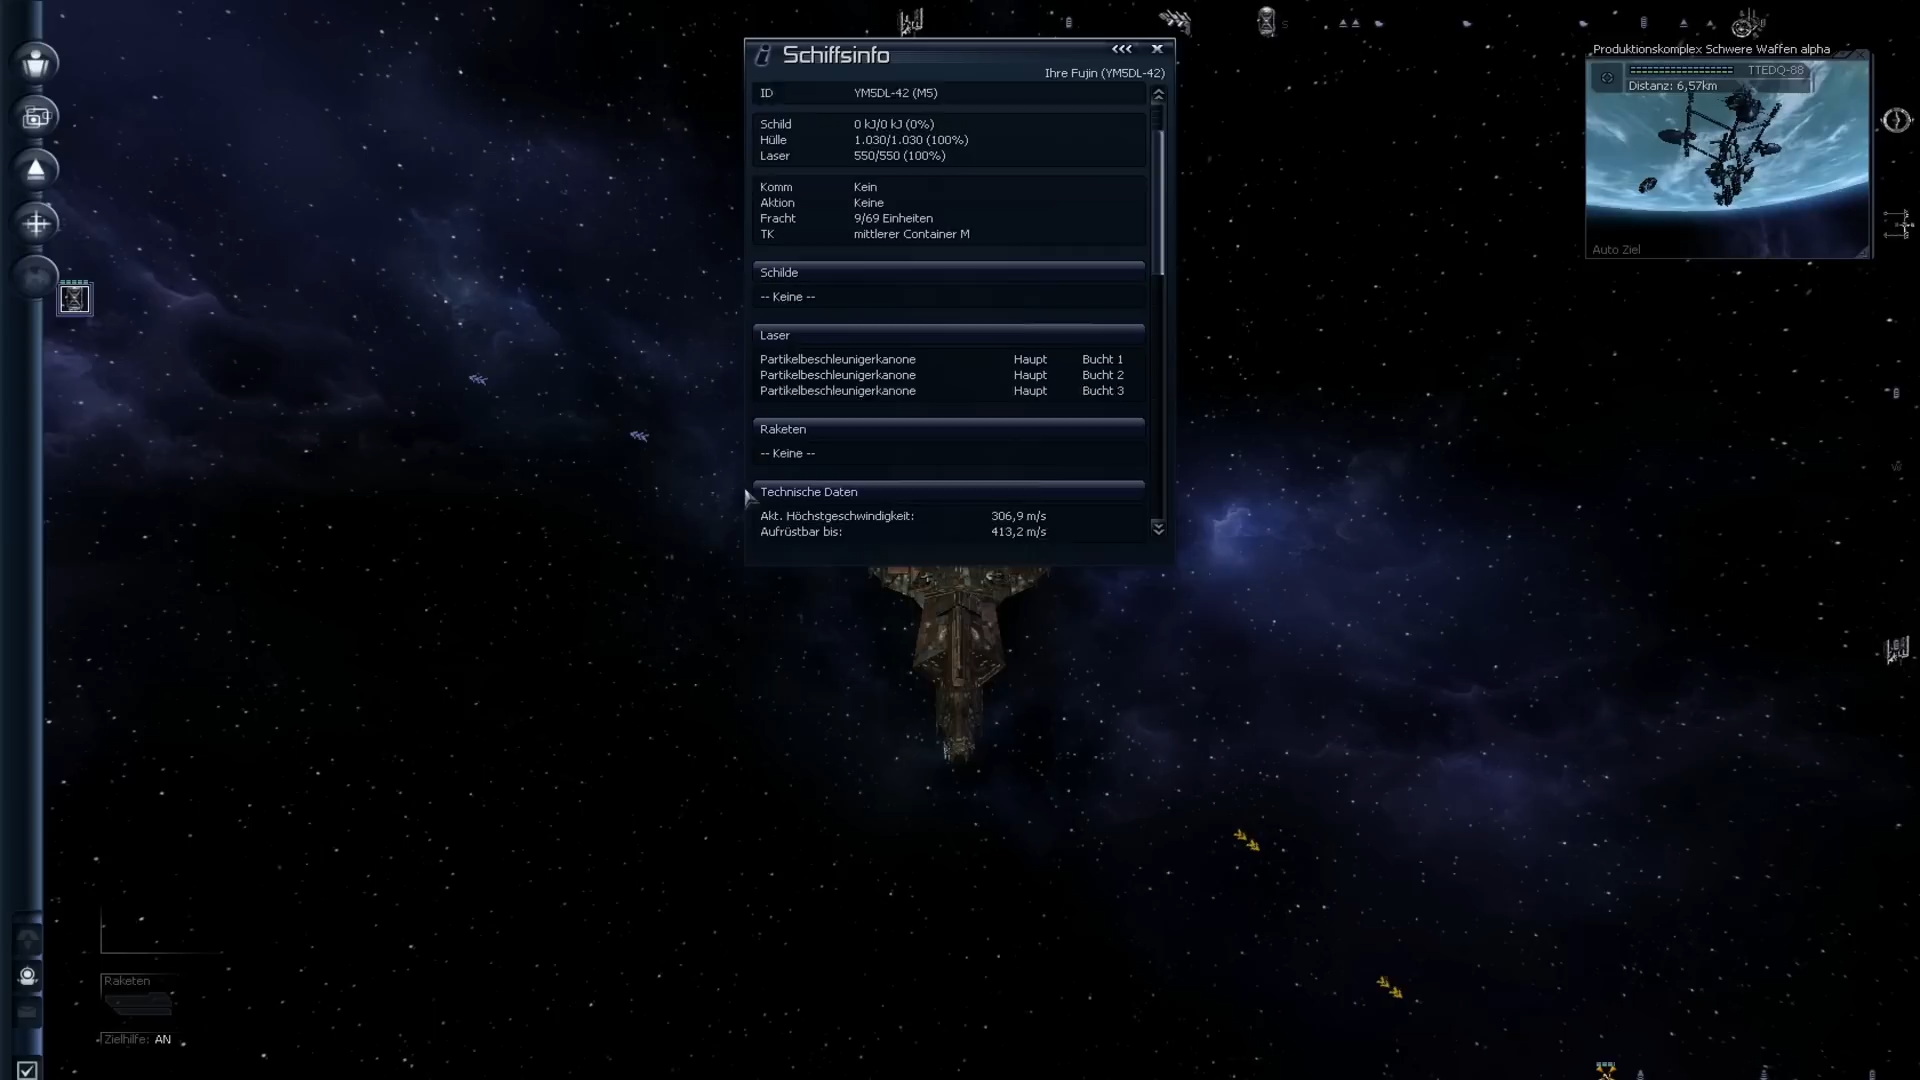 Schiffsinfo
Ihre Fujin (YM5DL-42)
ID YM5DL-42 (M5)
Schild 0 kJ/0 kJ (0%)
Hülle 1.030/1.030 (100%)
Laser 550/550 (100%)
Komm Kein
Aktion Keine
Fracht 9/69 Einheiten
TK mittlerer Container M
Schilde
-- Keine --
Laser
Partikelbeschleunigerkanone Haupt Bucht 1
Partikelbeschleunigerkanone Haupt Bucht 2
Partikelbeschleunigerkanone Haupt Bucht 3
Raketen
-- Keine --
Technische Daten
Akt. Höchstgeschwindigkeit: 306,9 m/s
Aufrüstbar bis: 413,2 m/s
Produktionskomplex Schwere Waffen alpha
TTEDQ-88
Distanz: 6,57km
Auto Ziel
Raketen
Zielhilfe: AN